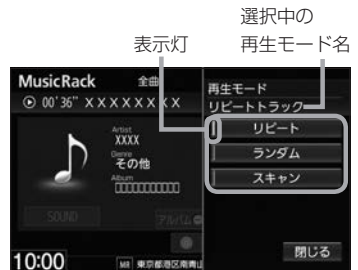 選択中の
表示灯
再生モード名
MusicRack 全曲
00'36" XXXXXXXX
Artist
XXXX
Genre
その他
Album
□□□□□□□□□□□
SOUND
アルバム
10:00
MR 東京都港区南青山
再生モード
リピートトラック
リピート
ランダム
スキャン
閉じる